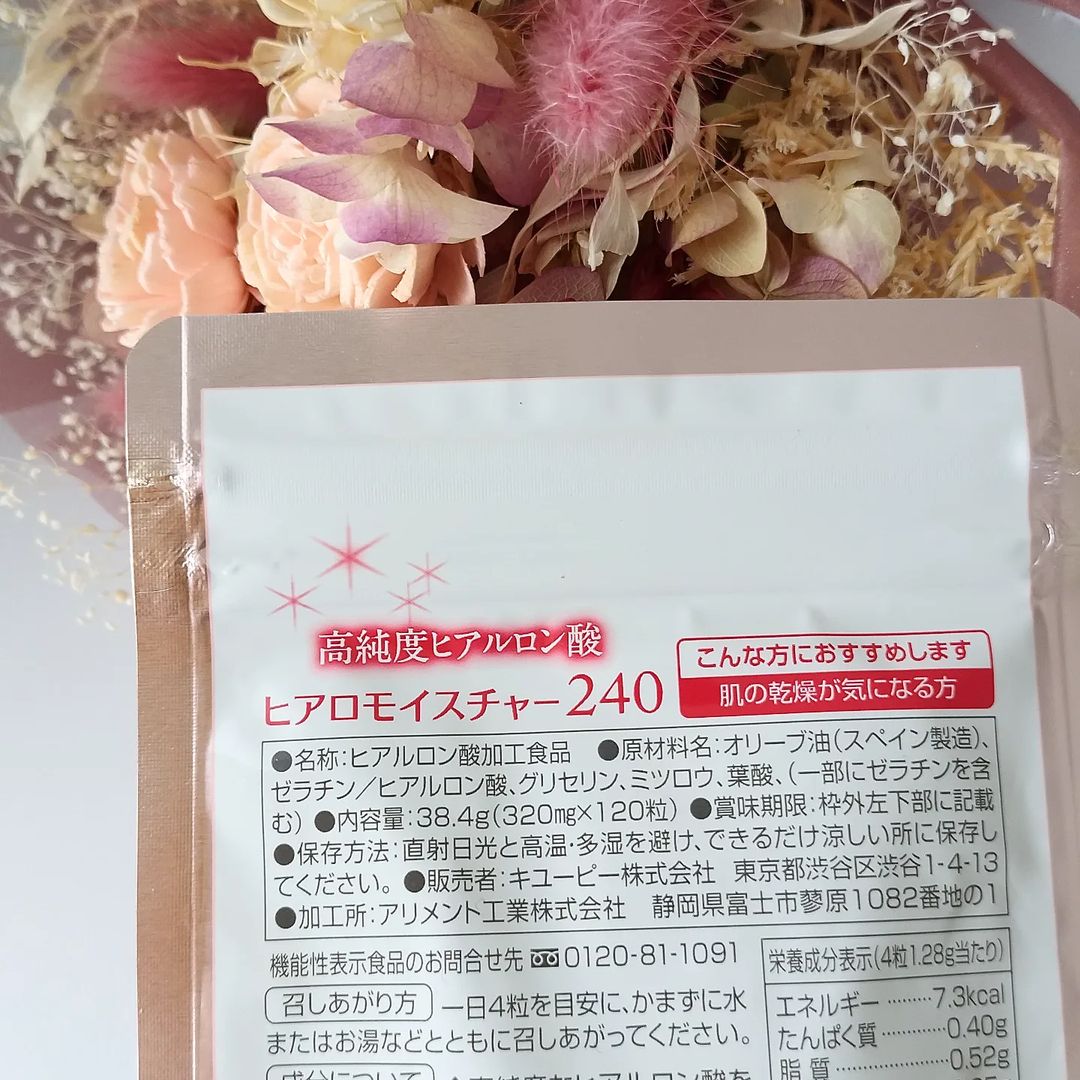 高純度ヒアルロン酸
ヒアロモイスチャー240
こんな方におすすめします
肌の乾燥が気になる方
●名称:ヒアルロン酸加工食品 ●原材料名:オリーブ油(スペイン製造)、
ゼラチン/ヒアルロン酸、グリセリン、ミツロウ、葉酸、(一部にゼラチンを含
む) ●内容量:38.4g(320mg×120粒) ●賞味期限:枠外左下部に記載
●保存方法:直射日光と高温・多湿を避け、できるだけ涼しい所に保存し
てください。 ●販売者:キユーピー株式会社 東京都渋谷区渋谷1-4-13
●加工所:アリメント工業株式会社 静岡県富士市蓼原1082番地の1
機能性表示食品のお問合せ先 0120-81-1091
召しあがり方 一日4粒を目安に、かまずに水
またはお湯などとともに召しあがってください。
成分について
栄養成分表示(4粒1.28g当たり)
エネルギー………7.3kcal
たんぱく質…………0.40g
脂質……………………0.52g